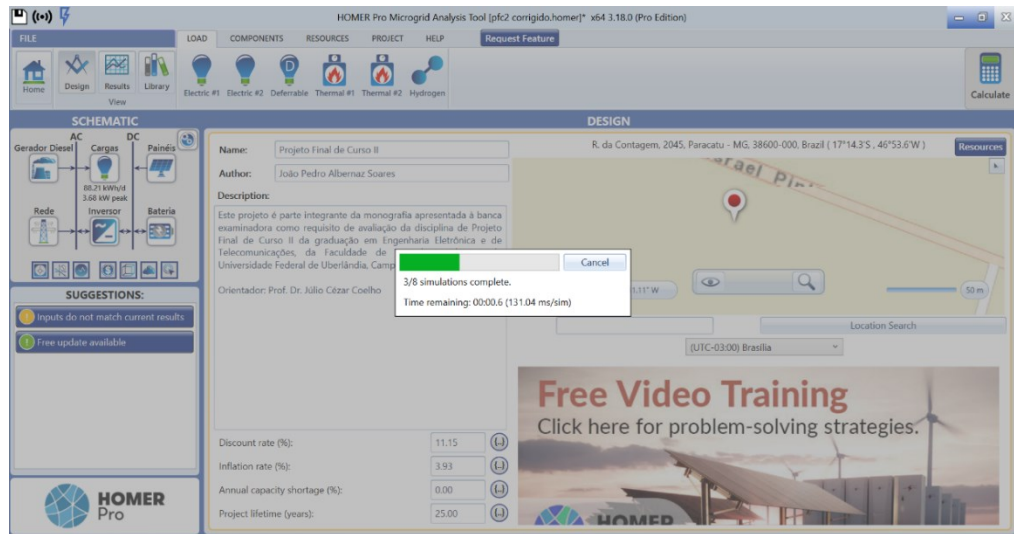 HOMER Pro Microgrid Analysis Tool [pfc2 corrigido.homer]* x64 3.18.0 (Pro Edition)
FILE
LOAD COMPONENTS RESOURCES PROJECT HELP Request Feature
Home Design Results Library
View
Electric #1 Electric #2 Deferrable Thermal #1 Thermal #2 Hydrogen
Calculate
SCHEMATIC
DESIGN
AC DC
Gerador Diesel Cargas Painéis
88.21 kWh/d
3.68 kW peak
Rede Inversor Bateria
SUGGESTIONS:
Inputs do not match current results
Free update available
HOMER
Pro
Name: Projeto Final de Curso II
Author: João Pedro Albernaz Soares
Description:
Este projeto é parte integrante da monografia apresentada à banca
examinadora como requisito de avaliação da disciplina de Projeto
Final de Curso II da graduação em Engenharia Eletrônica e de
Telecomunicações, da Faculdade de
Universidade Federal de Uberlândia, Camp
Orientador: Prof. Dr. Júlio Cézar Coelho
Cancel
3/8 simulations complete.
Time remaining: 00:00.6 (131.04 ms/sim)
Discount rate (%): 11.15
Inflation rate (%): 3.93
Annual capacity shortage (%): 0.00
Project lifetime (years): 25.00
R. da Contagem, 2045, Paracatu - MG, 38600-000, Brazil ( 17°14.3'S , 46°53.6'W )
Resources
1.11" W
50 m
Location Search
(UTC-03:00) Brasília
Free Video Training
Click here for problem-solving strategies.
HOMER